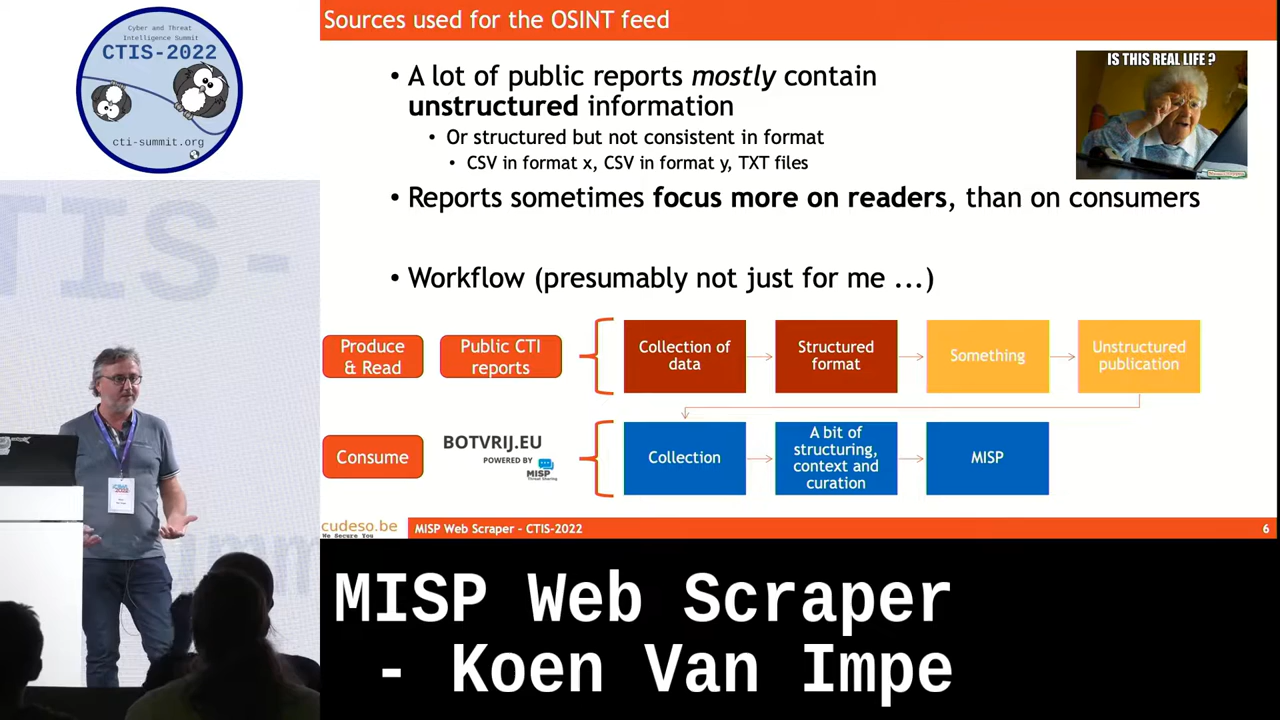 Cyber and Threat
Intelligence Summit
CTIS-2022
cti-summit.org
Sources used for the OSINT feed
• A lot of public reports mostly contain
unstructured information
• Or structured but not consistent in format
• CSV in format x, CSV in format y, TXT files
IS THIS REAL LIFE ?
• Reports sometimes focus more on readers, than on consumers
• Workflow (presumably not just for me ...)
Produce
& Read
Public CTI
reports
Collection of
data
Structured
format
Something
Unstructured
publication
Consume
BOTVRIJ.EU
POWERED BY
MISP
Threat Sharing
Collection
A bit of
structuring,
context and
curation
MISP
cudeso.be
We Secure You
MISP Web Scraper - CTIS-2022
6
TIS-
MISP Web Scraper
- Koen Van Impe